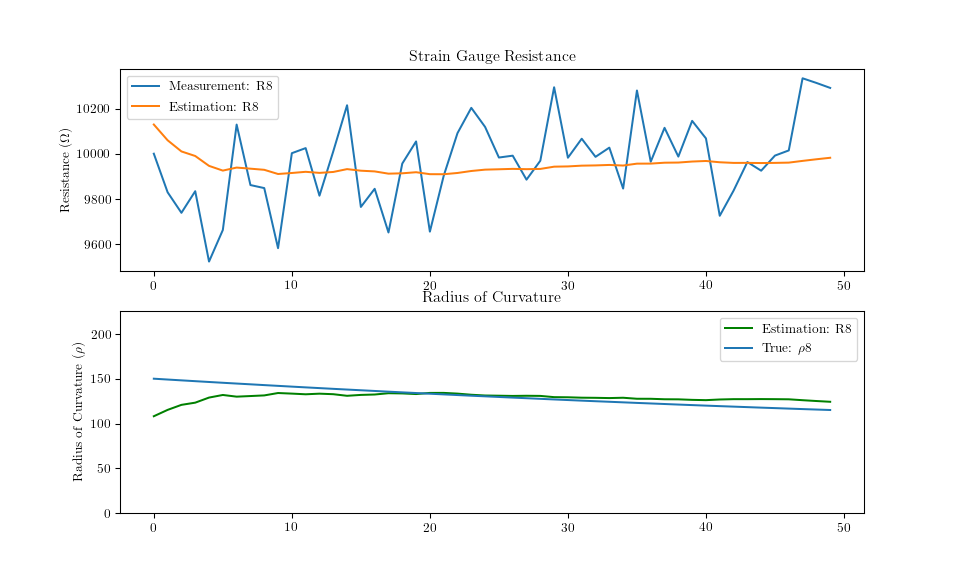 Strain Gauge Resistance
Resistance (Ω)
10200
10000
9800
9600
Measurement: R8
Estimation: R8
0 10 20 30 40 50
Radius of Curvature
Radius of Curvature (ρ)
200
150
100
50
0
Estimation: R8
True: ρ8
0 10 20 30 40 50